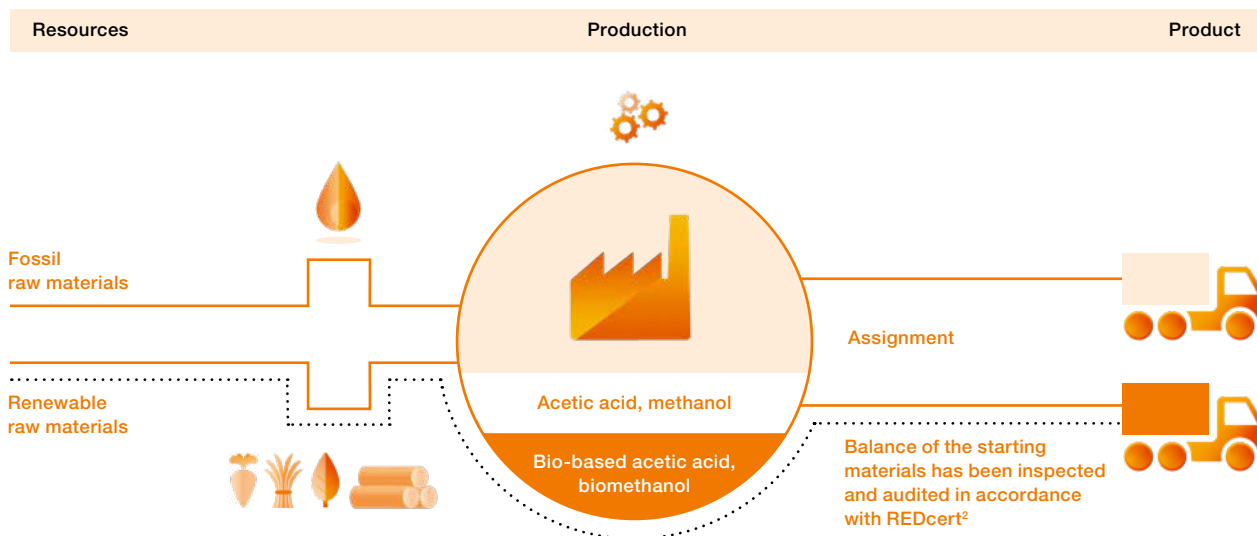 Resources
Production
Product
Fossil
raw materials
Assignment
Renewable
raw materials
Acetic acid, methanol
Bio-based acetic acid,
biomethanol
Balance of the starting
materials has been inspected
and audited in accordance
with REDcert²